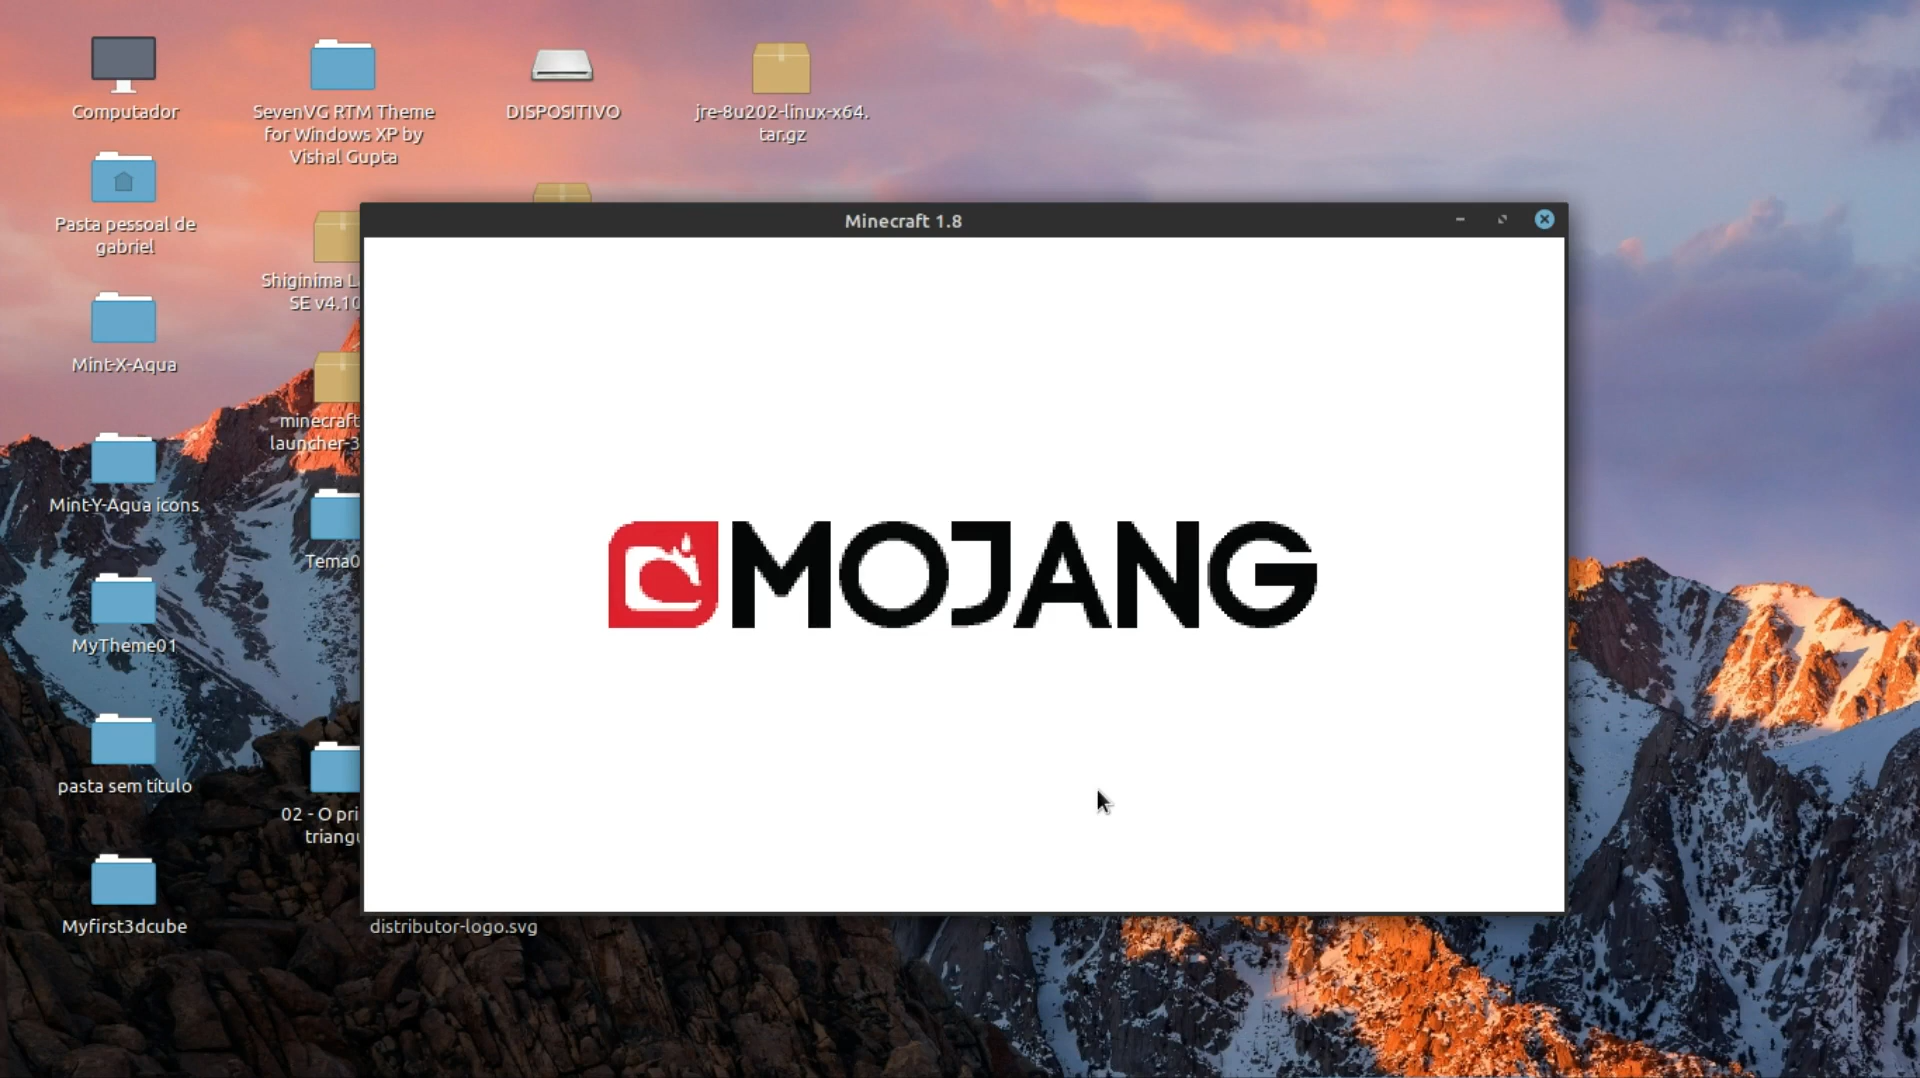 Computador
SevenVG RTM Theme
for Windows XP by
Vishal Gupta
DISPOSITIVO
jre-8u202-linux-x64.
tar.gz
Pasta pessoal de
gabriel
Minecraft 1.8
Shiginima L
SE v4.10
Mint-X-Aqua
minecraft
launcher-3
Mint-Y-Aqua icons
Tema0
MOJANG
MyTheme01
pasta sem título
02 - O pri
triangu
Myfirst3dcube
distributor-logo.svg